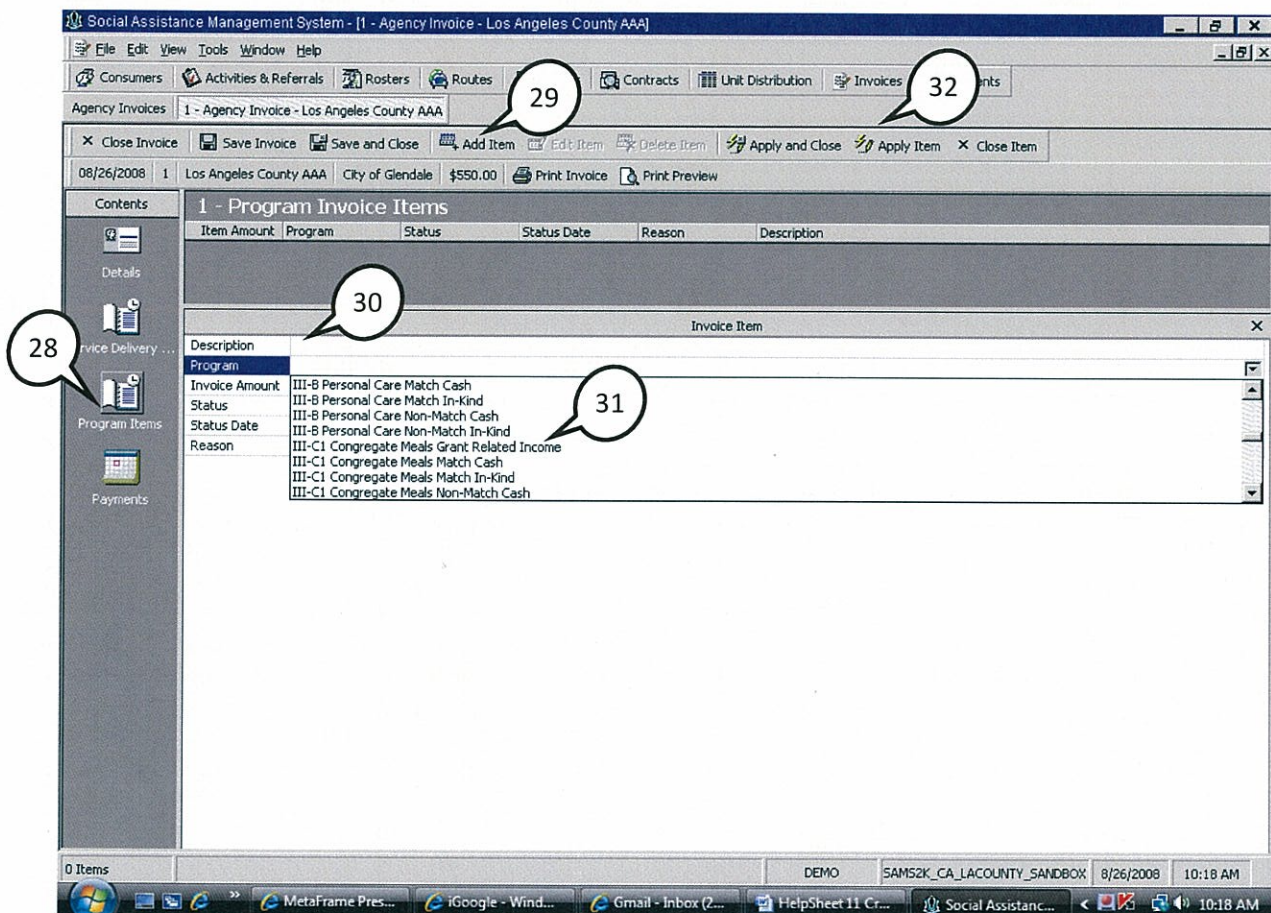 Social Assistance Management System - [1 - Agency Invoice - Los Angeles County AAA]
File Edit View Tools Window Help
Consumers Activities & Referrals Rosters Routes Contracts Unit Distribution Invoices
29
32
Agency Invoices 1 - Agency Invoice - Los Angeles County AAA
Close Invoice Save Invoice Save and Close Add Item Edit Item Delete Item Apply and Close Apply Item Close Item
08/26/2008 1 Los Angeles County AAA City of Glendale $550.00 Print Invoice Print Preview
Contents
1 - Program Invoice Items
Item Amount Program Status Status Date Reason Description
Details
30
Invoice Item
28
Delivery ...
Description
Program
Invoice Amount
Status
Status Date
Reason
III-B Personal Care Match Cash
III-B Personal Care Match In-Kind
III-B Personal Care Non-Match Cash
III-B Personal Care Non-Match In-Kind
III-C1 Congregate Meals Grant Related Income
III-C1 Congregate Meals Match Cash
III-C1 Congregate Meals Match In-Kind
III-C1 Congregate Meals Non-Match Cash
31
Program Items
Payments
0 Items DEMO SAMS2K_CA_LACOUNTY_SANDBOX 8/26/2008 10:18 AM
MetaFrame Pres... iGoogle - Wind... Gmail - Inbox (2... HelpSheet 11 Cr... Social Assistanc... 10:18 AM